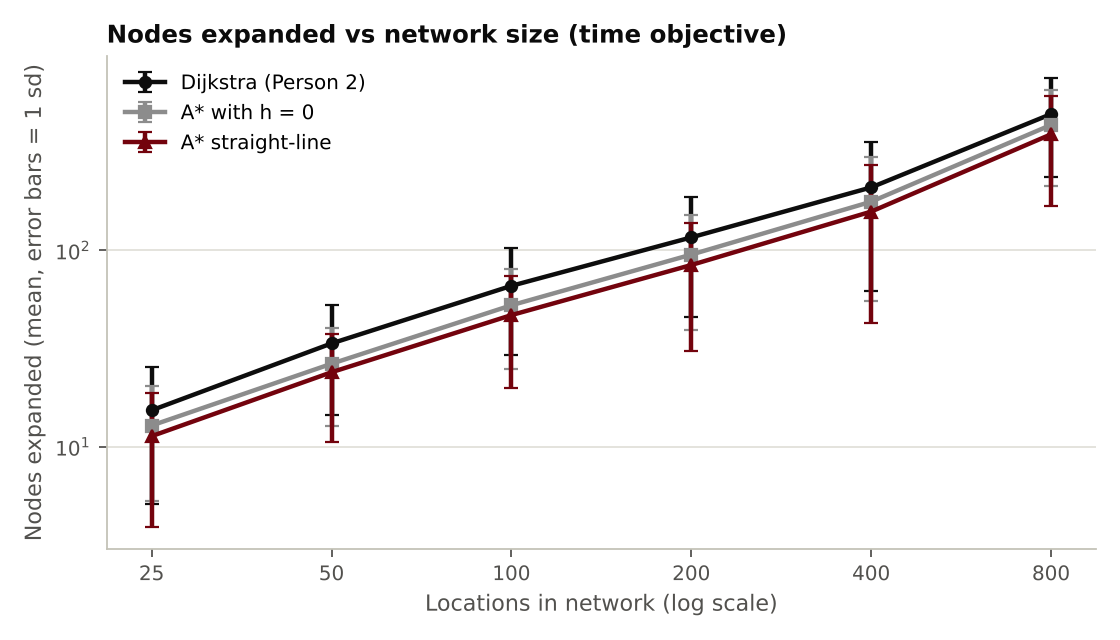 Nodes expanded vs network size (time objective)
Dijkstra (Person 2)
A* with h = 0
A* straight-line
Nodes expanded (mean, error bars = 1 sd)
10²
10¹
25 50 100 200 400 800
Locations in network (log scale)